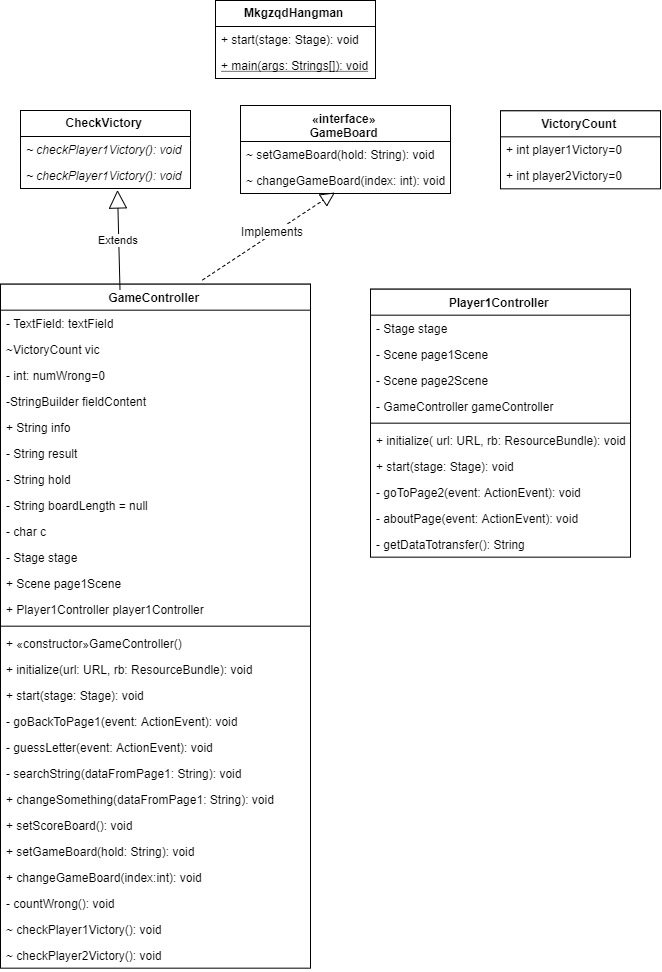 MkgzqdHangman
+ start(stage: Stage): void
+ main(args: Strings[]): void
CheckVictory
~ checkPlayer1Victory(): void
~ checkPlayer1Victory(): void
«interface»
GameBoard
~ setGameBoard(hold: String): void
~ changeGameBoard(index: int): void
VictoryCount
+ int player1Victory=0
+ int player2Victory=0
Extends
Implements
GameController
- TextField: textField
~VictoryCount vic
- int: numWrong=0
-StringBuilder fieldContent
+ String info
- String result
- String hold
- String boardLength = null
- char c
- Stage stage
+ Scene page1Scene
+ Player1Controller player1Controller
+ «constructor»GameController()
+ initialize(url: URL, rb: ResourceBundle): void
+ start(stage: Stage): void
- goBackToPage1(event: ActionEvent): void
- guessLetter(event: ActionEvent): void
- searchString(dataFromPage1: String): void
+ changeSomething(dataFromPage1: String): void
+ setScoreBoard(): void
+ setGameBoard(hold: String): void
+ changeGameBoard(index:int): void
- countWrong(): void
~ checkPlayer1Victory(): void
~ checkPlayer2Victory(): void
Player1Controller
- Stage stage
- Scene page1Scene
- Scene page2Scene
- GameController gameController
+ initialize( url: URL, rb: ResourceBundle): void
+ start(stage: Stage): void
- goToPage2(event: ActionEvent): void
- aboutPage(event: ActionEvent): void
- getDataTotransfer(): String